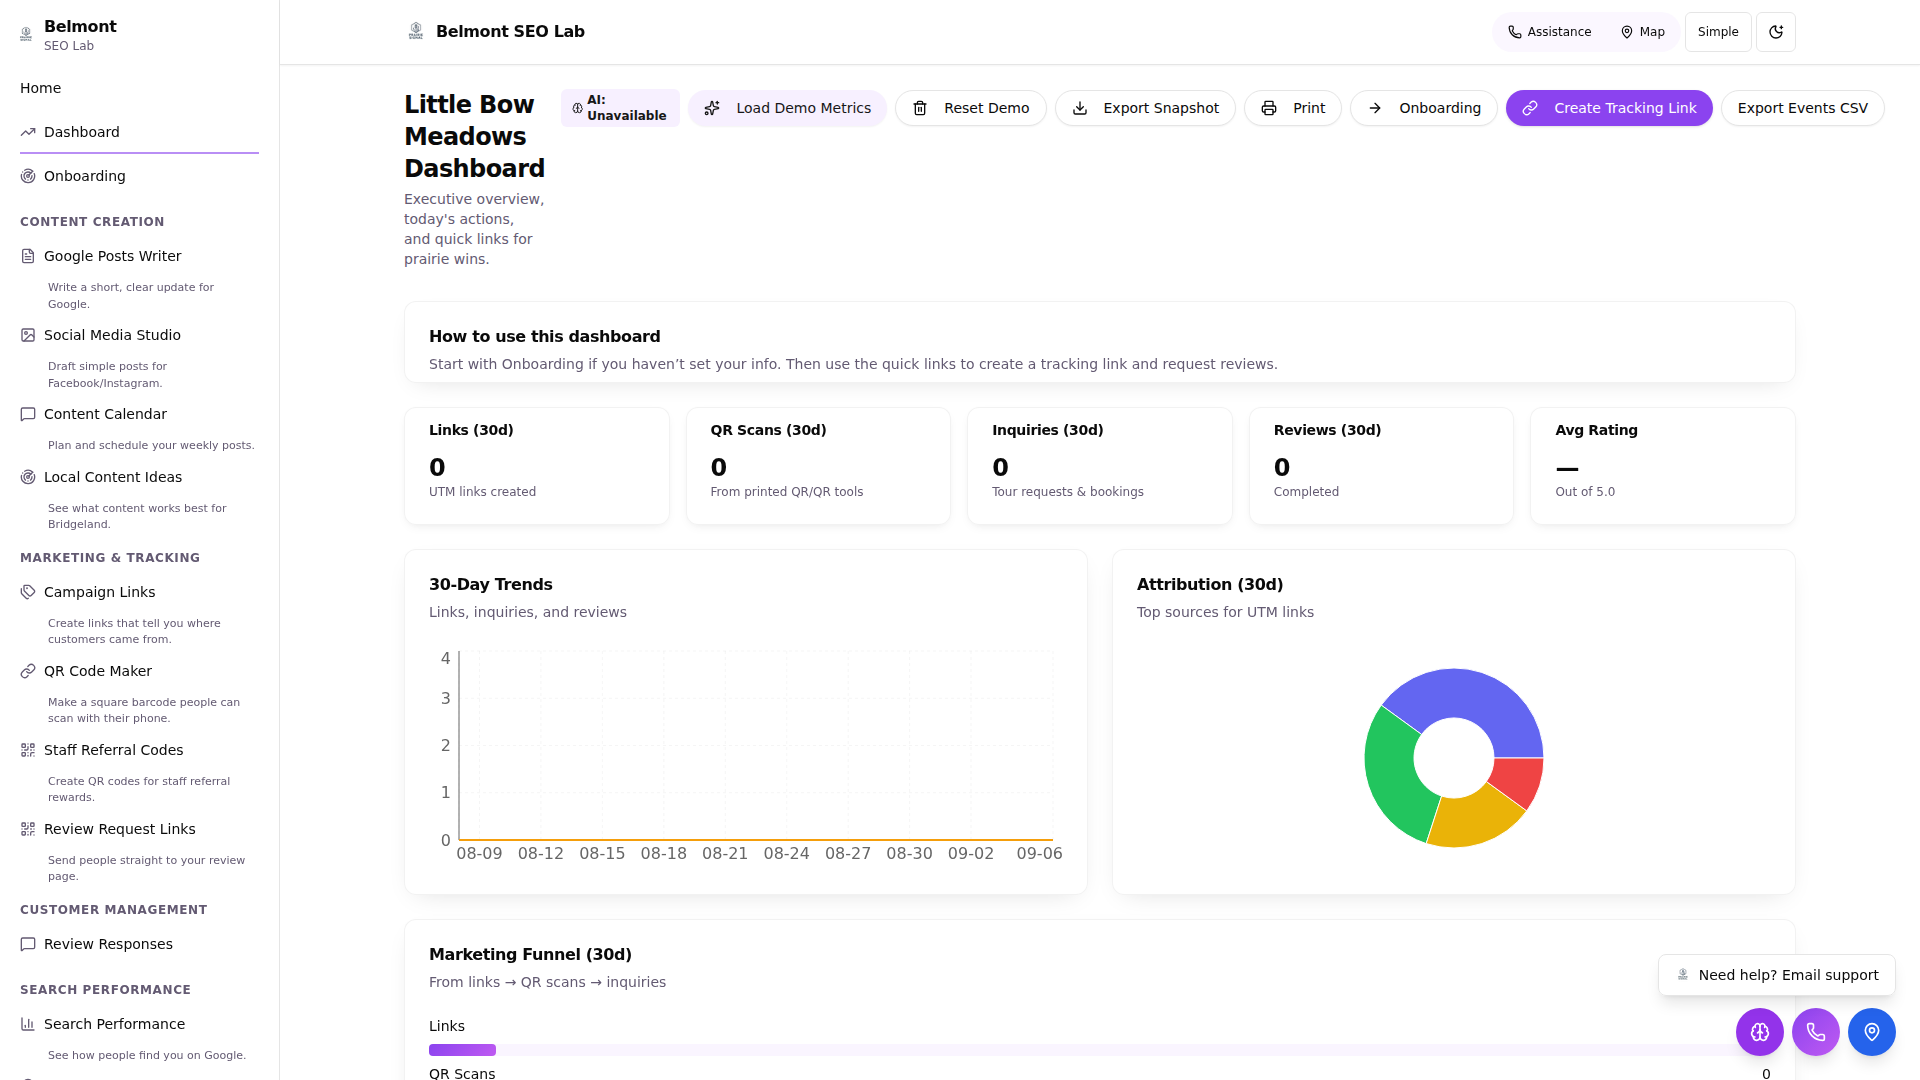 Belmont
SEO Lab
Home
Dashboard
Onboarding
CONTENT CREATION
Google Posts Writer
Write a short, clear update for
Google.
Social Media Studio
Draft simple posts for
Facebook/Instagram.
Content Calendar
Plan and schedule your weekly posts.
Local Content Ideas
See what content works best for
Bridgeland.
MARKETING & TRACKING
Campaign Links
Create links that tell you where
customers came from.
QR Code Maker
Make a square barcode people can
scan with their phone.
Staff Referral Codes
Create QR codes for staff referral
rewards.
Review Request Links
Send people straight to your review
page.
CUSTOMER MANAGEMENT
Review Responses
SEARCH PERFORMANCE
Search Performance
See how people find you on Google.
Belmont SEO Lab
Assistance
Map
Simple
Little Bow
Meadows
Dashboard
Executive overview,
today's actions,
and quick links for
prairie wins.
AI:
Unavailable
Load Demo Metrics
Reset Demo
Export Snapshot
Print
Onboarding
Create Tracking Link
Export Events CSV
How to use this dashboard
Start with Onboarding if you haven’t set your info. Then use the quick links to create a tracking link and request reviews.
Links (30d)
0
UTM links created
QR Scans (30d)
0
From printed QR/QR tools
Inquiries (30d)
0
Tour requests & bookings
Reviews (30d)
0
Completed
Avg Rating
—
Out of 5.0
30-Day Trends
Links, inquiries, and reviews
4
3
2
1
0
08-09 08-12 08-15 08-18 08-21 08-24 08-27 08-30 09-02 09-06
Attribution (30d)
Top sources for UTM links
Marketing Funnel (30d)
From links → QR scans → inquiries
Links
QR Scans 0
Need help? Email support